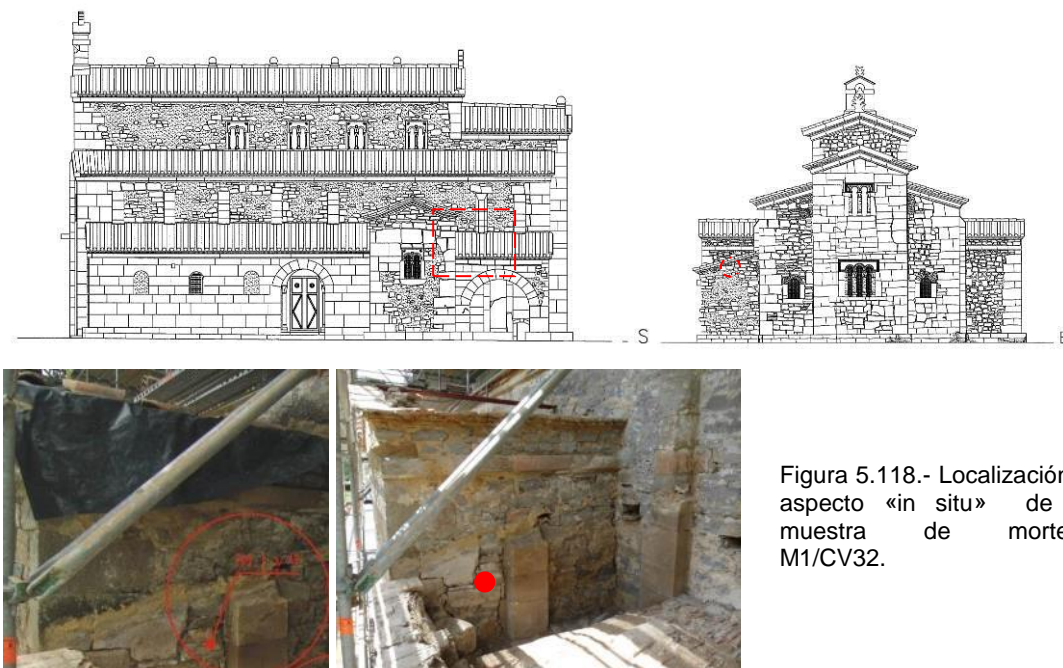 S
Figura 5.118.- Localización
aspecto «in situ» de
muestra de morte
M1/CV32.